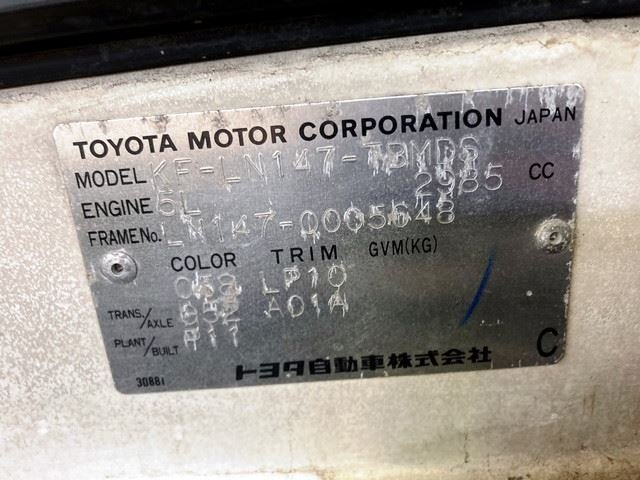 TOYOTA MOTOR CORPORATION JAPAN
MODEL KF-LN147-TBMDS
ENGINE 5L 2985 CC
FRAME No. LN147-0005648
COLOR TRIM GVM(KG)
058 LP10
TRANS./AXLE A01A
PLANT/BUILT
トヨタ自動車株式会社
30881
C